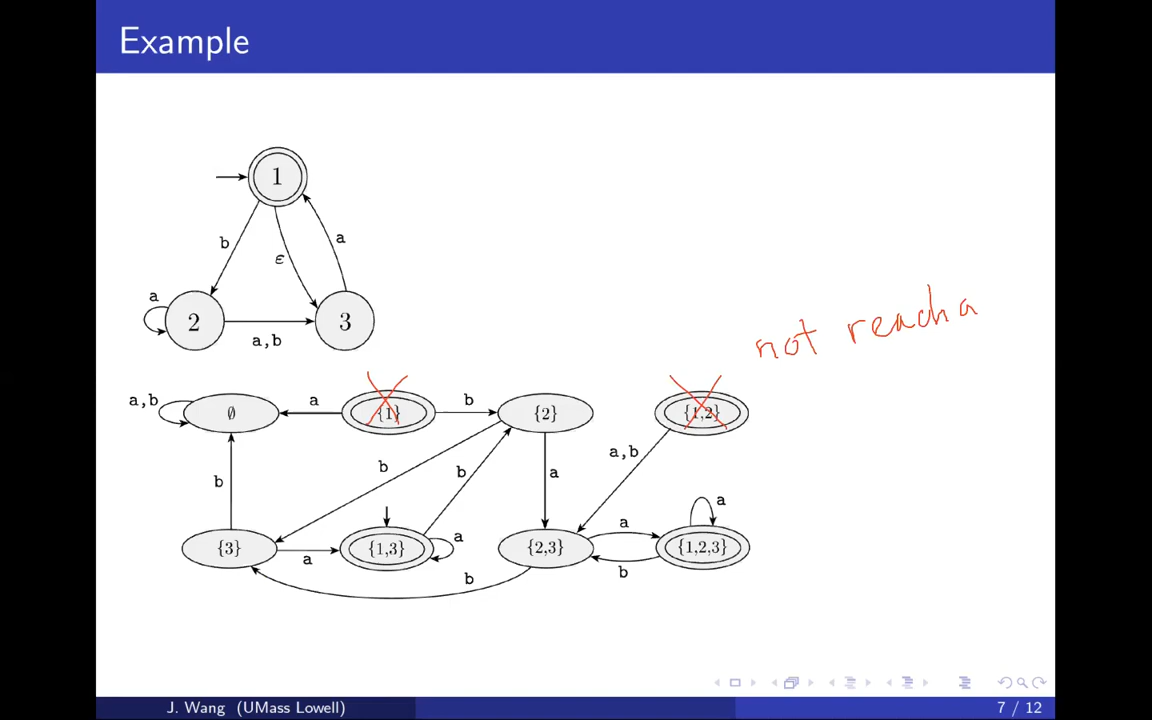 Example
1
b
ε
a
a
2
a,b
3
not reacha
a,b
∅
a
{1}
b
{2}
{1,2}
b
b
b
a
a,b
{3}
a
{1,3}
a
{2,3}
a
b
{1,2,3}
a
b
J. Wang (UMass Lowell)
7 / 12